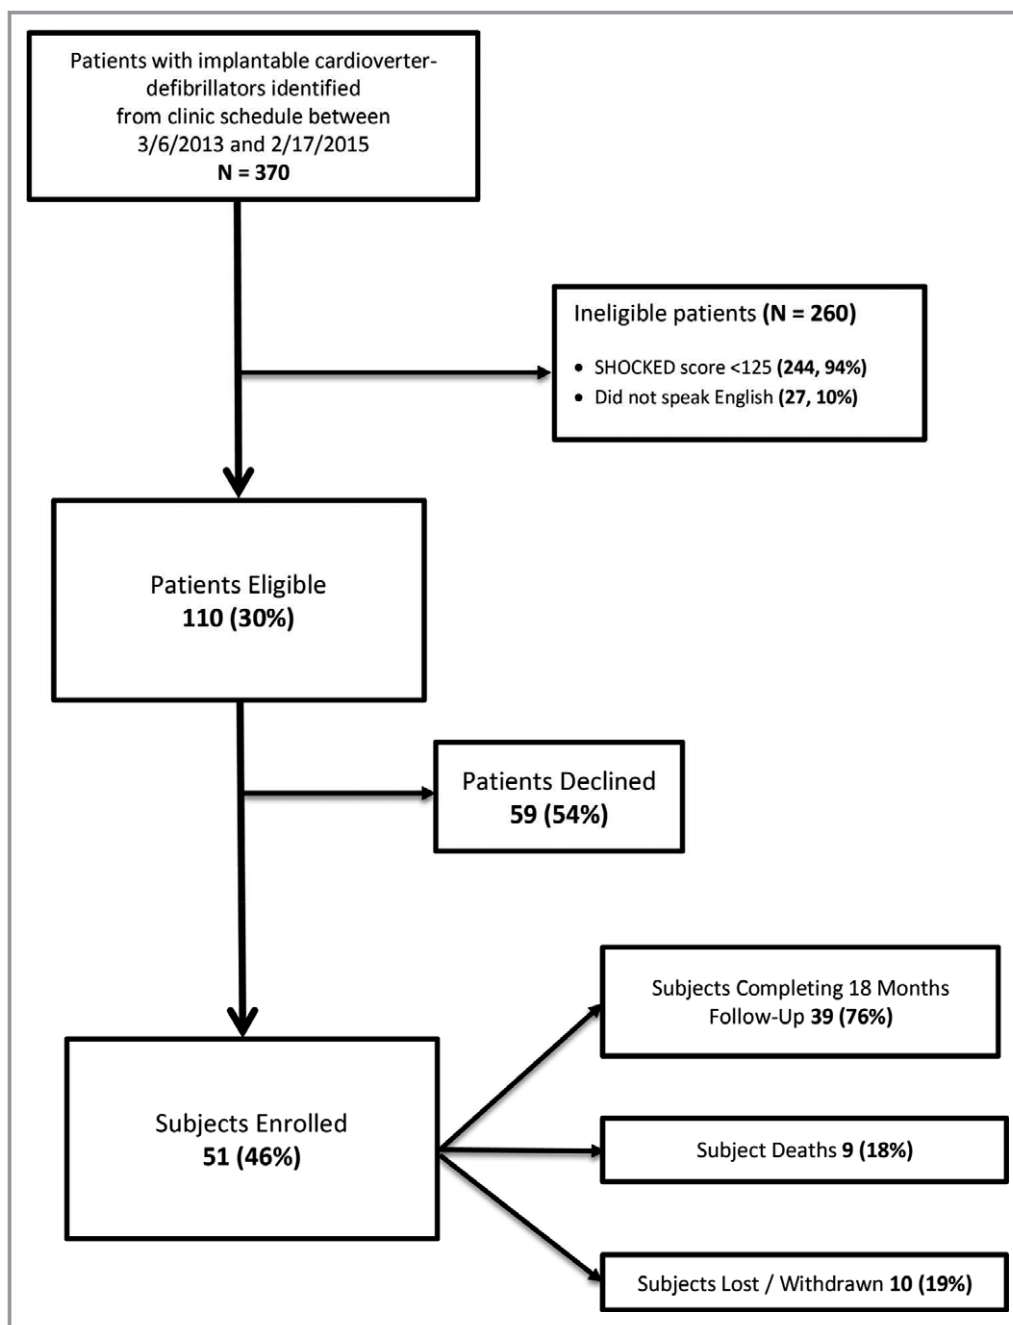 Patients with implantable cardioverter-
defibrillators identified
from clinic schedule between
3/6/2013 and 2/17/2015
N = 370
Ineligible patients (N = 260)
• SHOCKED score <125 (244, 94%)
• Did not speak English (27, 10%)
Patients Eligible
110 (30%)
Patients Declined
59 (54%)
Subjects Completing 18 Months
Follow-Up 39 (76%)
Subjects Enrolled
51 (46%)
Subject Deaths 9 (18%)
Subjects Lost / Withdrawn 10 (19%)